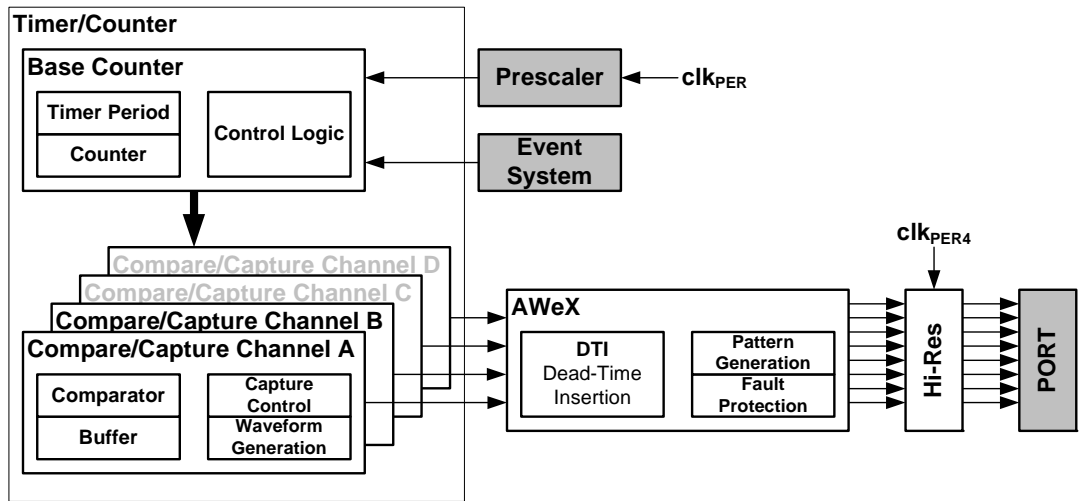 Timer/Counter
Base Counter
Timer Period
Counter
Control Logic
Prescaler
clkPER
Event
System
Compare/Capture Channel D
Compare/Capture Channel C
Compare/Capture Channel B
Compare/Capture Channel A
Comparator
Buffer
Capture
Control
Waveform
Generation
AWeX
DTI
Dead-Time
Insertion
Pattern
Generation
Fault
Protection
clkPER4
Hi-Res
PORT